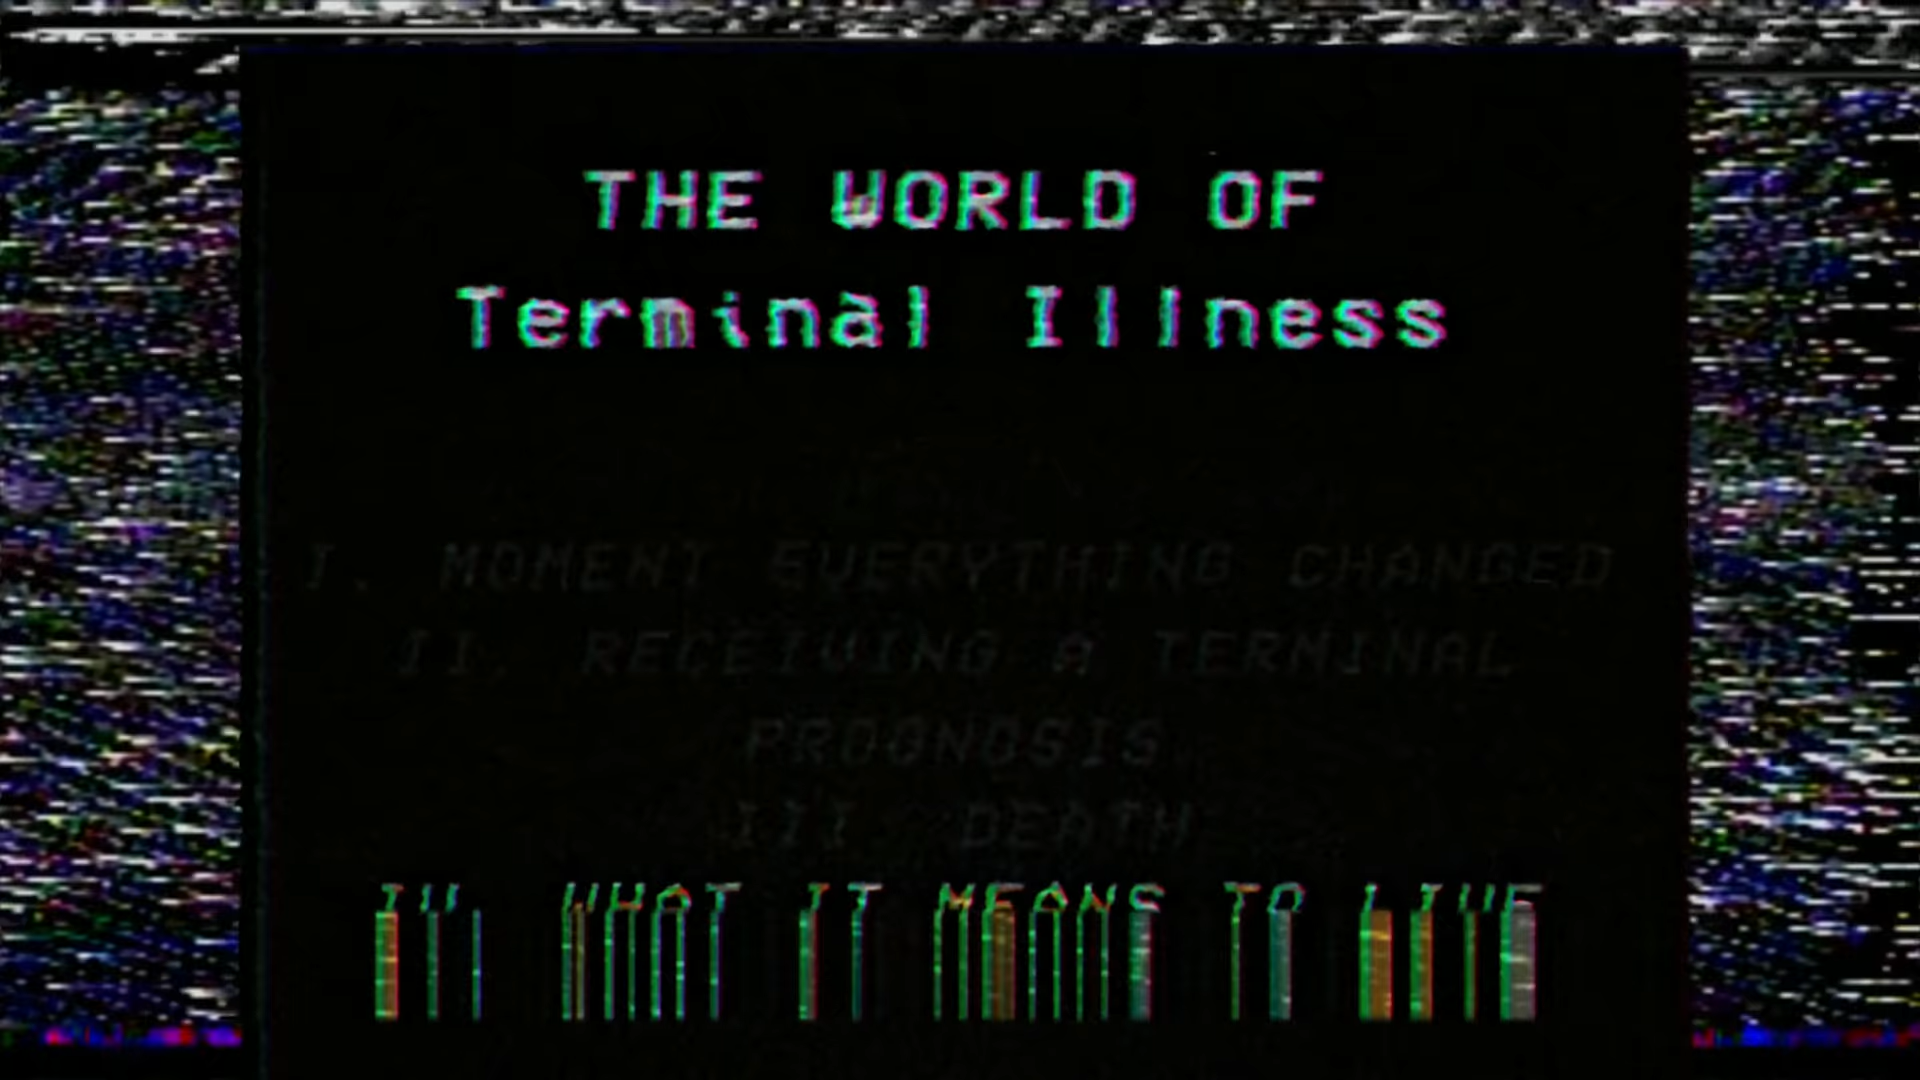 THE WORLD OF
Terminal Illness
I. MOMENT EVERYTHING CHANGED
II. RECEIVING A TERMINAL
PROGNOSIS
III. DEATH
IV. WHAT IT MEANS TO LIVE